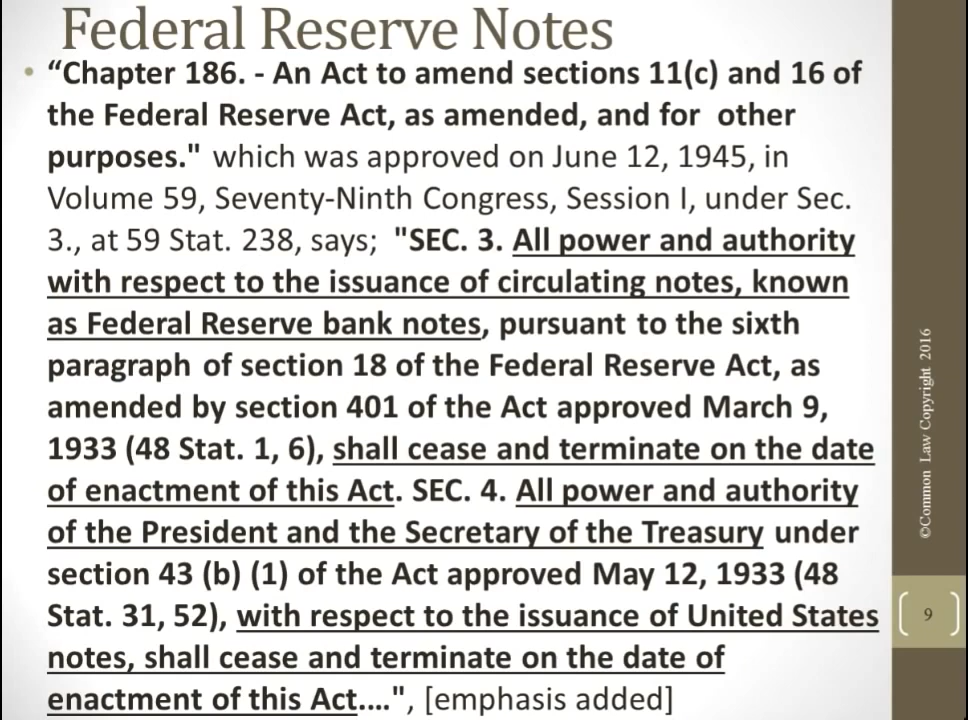 Federal Reserve Notes
• “Chapter 186. - An Act to amend sections 11(c) and 16 of
the Federal Reserve Act, as amended, and for other
purposes." which was approved on June 12, 1945, in
Volume 59, Seventy-Ninth Congress, Session I, under Sec.
3., at 59 Stat. 238, says; "SEC. 3. All power and authority
with respect to the issuance of circulating notes, known
as Federal Reserve bank notes, pursuant to the sixth
paragraph of section 18 of the Federal Reserve Act, as
amended by section 401 of the Act approved March 9,
1933 (48 Stat. 1, 6), shall cease and terminate on the date
of enactment of this Act. SEC. 4. All power and authority
of the President and the Secretary of the Treasury under
section 43 (b) (1) of the Act approved May 12, 1933 (48
Stat. 31, 52), with respect to the issuance of United States
notes, shall cease and terminate on the date of
enactment of this Act....", [emphasis added]
©Common Law Copyright 2016
9